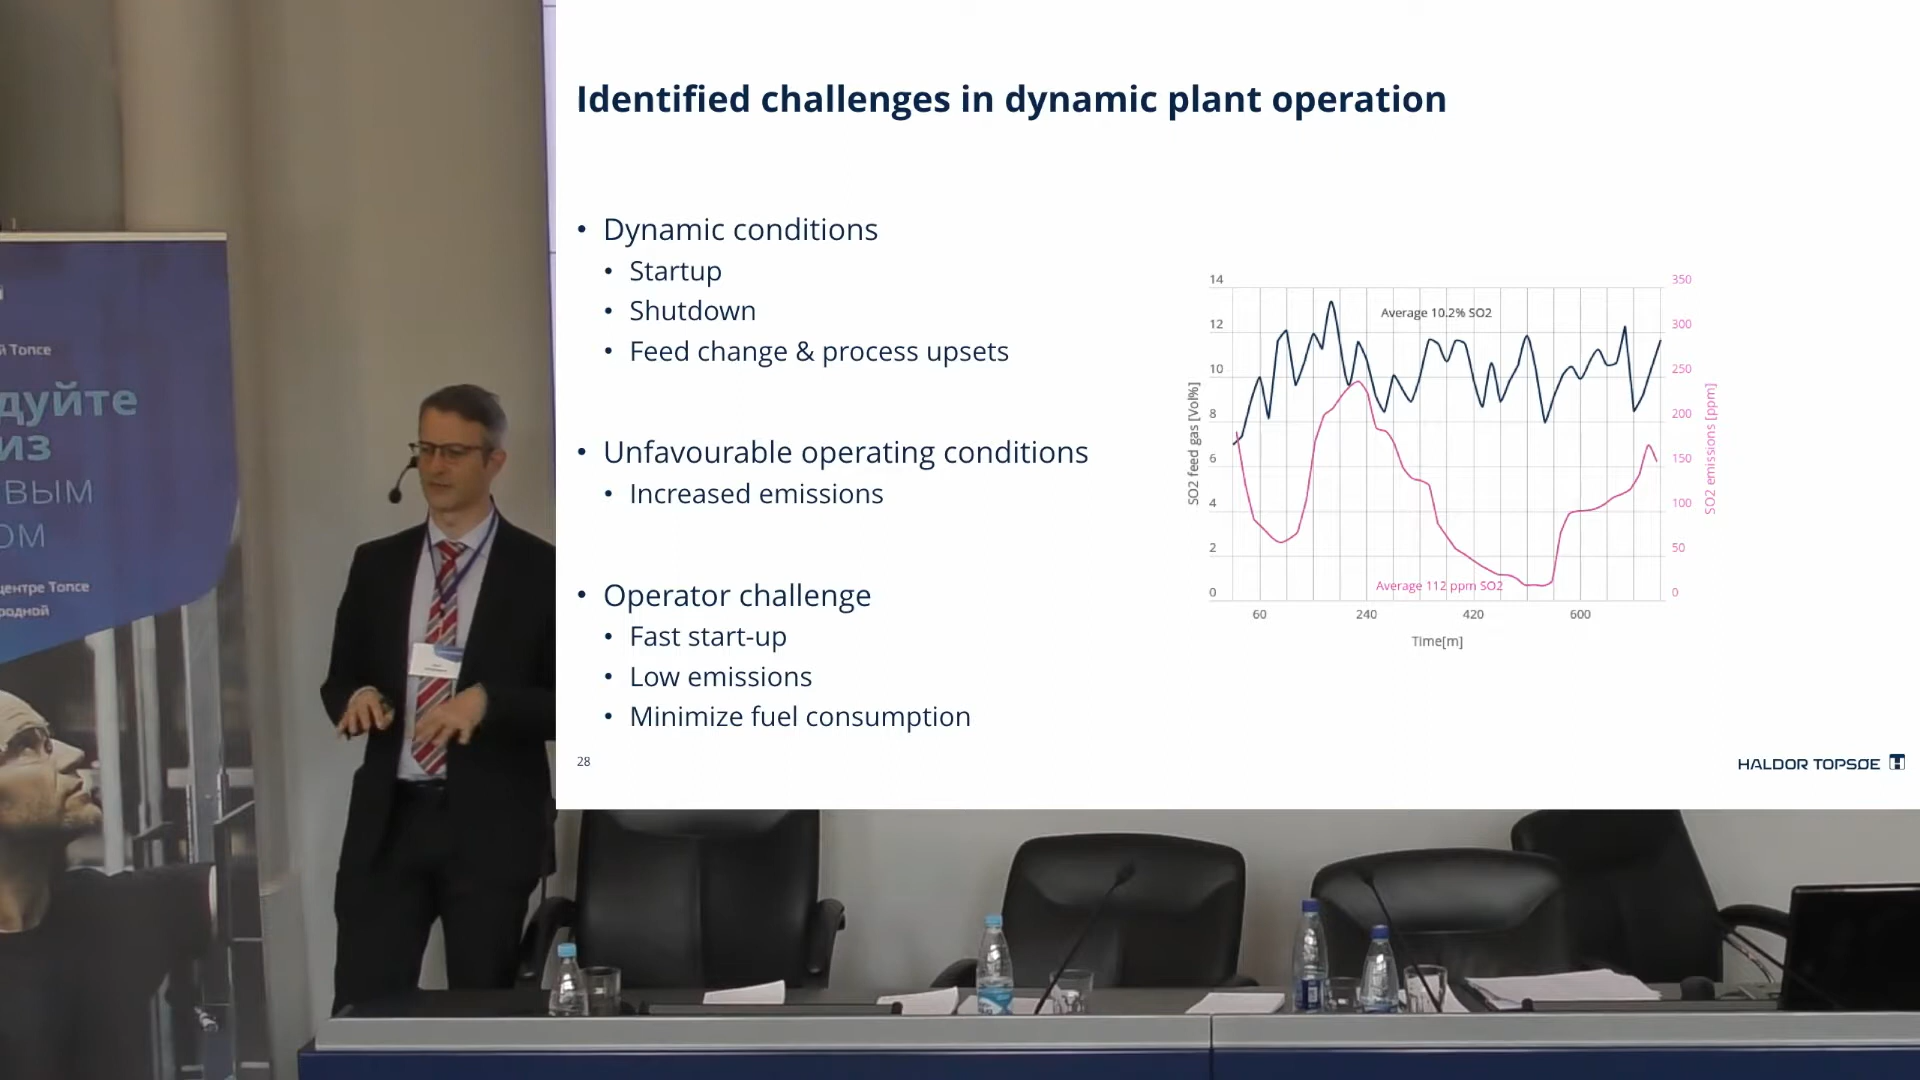 Identified challenges in dynamic plant operation
• Dynamic conditions
• Startup
• Shutdown
• Feed change & process upsets
• Unfavourable operating conditions
• Increased emissions
• Operator challenge
• Fast start-up
• Low emissions
• Minimize fuel consumption
28
14
12
10
8
6
4
2
0
SO2 feed gas [Vol%]
Average 10.2% SO2
Average 112 ppm SO2
350
300
250
200
150
100
50
0
SO2 emissions [ppm]
60 240 420 600
Time[m]
HALDOR TOPSØE
й Топсе
дуйте
из
вым
ом
центре Топсе
родной